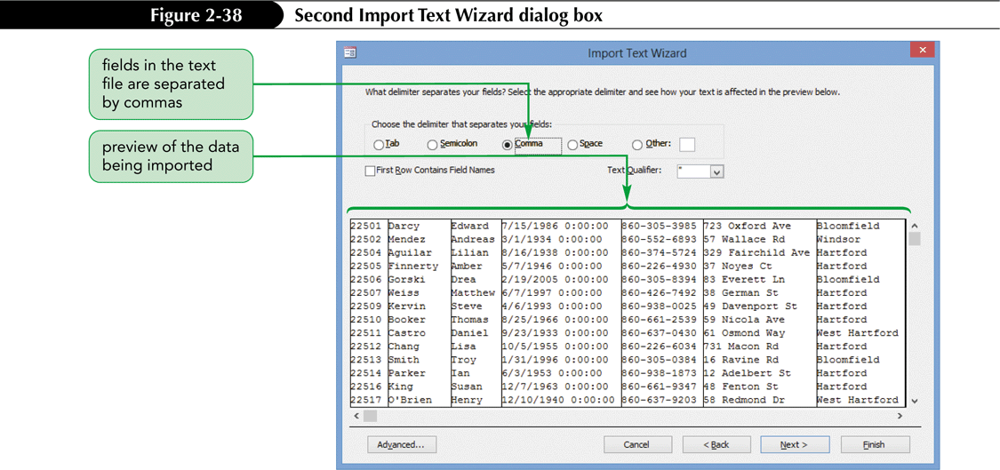 Figure 2-38 Second Import Text Wizard dialog box
fields in the text
file are separated
by commas
preview of the data
being imported
Import Text Wizard
What delimiter separates your fields? Select the appropriate delimiter and see how your text is affected in the preview below.
Choose the delimiter that separates your fields:
Tab Semicolon Comma Space Other:
First Row Contains Field Names Text Qualifier: "
22501 Darcy Edward 7/15/1986 0:00:00 860-305-3985 723 Oxford Ave Bloomfield
22502 Mendez Andreas 3/1/1934 0:00:00 860-552-6893 57 Wallace Rd Windsor
22504 Aguilar Lilian 8/16/1938 0:00:00 860-374-5724 329 Fairchild Ave Hartford
22505 Finnerty Amber 5/7/1946 0:00:00 860-226-4930 37 Noyes Ct Hartford
22506 Gorski Drea 2/19/2005 0:00:00 860-305-8394 83 Everett Ln Bloomfield
22507 Weiss Matthew 6/7/1997 0:00:00 860-426-7492 38 German St Hartford
22509 Kervin Steve 4/6/1993 0:00:00 860-938-0025 49 Davenport St Hartford
22510 Booker Thomas 8/25/1966 0:00:00 860-661-2539 59 Nicola Ave Hartford
22511 Castro Daniel 9/23/1933 0:00:00 860-637-0430 61 Osmond Way West Hartford
22512 Chang Lisa 10/5/1955 0:00:00 860-226-6034 731 Macon Rd Hartford
22513 Smith Troy 1/31/1996 0:00:00 860-305-0384 16 Ravine Rd Bloomfield
22514 Parker Ian 6/3/1953 0:00:00 860-938-1873 12 Adelbert St Hartford
22516 King Susan 12/7/1963 0:00:00 860-661-9347 48 Fenton St Hartford
22517 O'Brien Henry 12/10/1940 0:00:00 860-637-9203 58 Redmond Dr West Hartford
Advanced... Cancel < Back Next > Finish